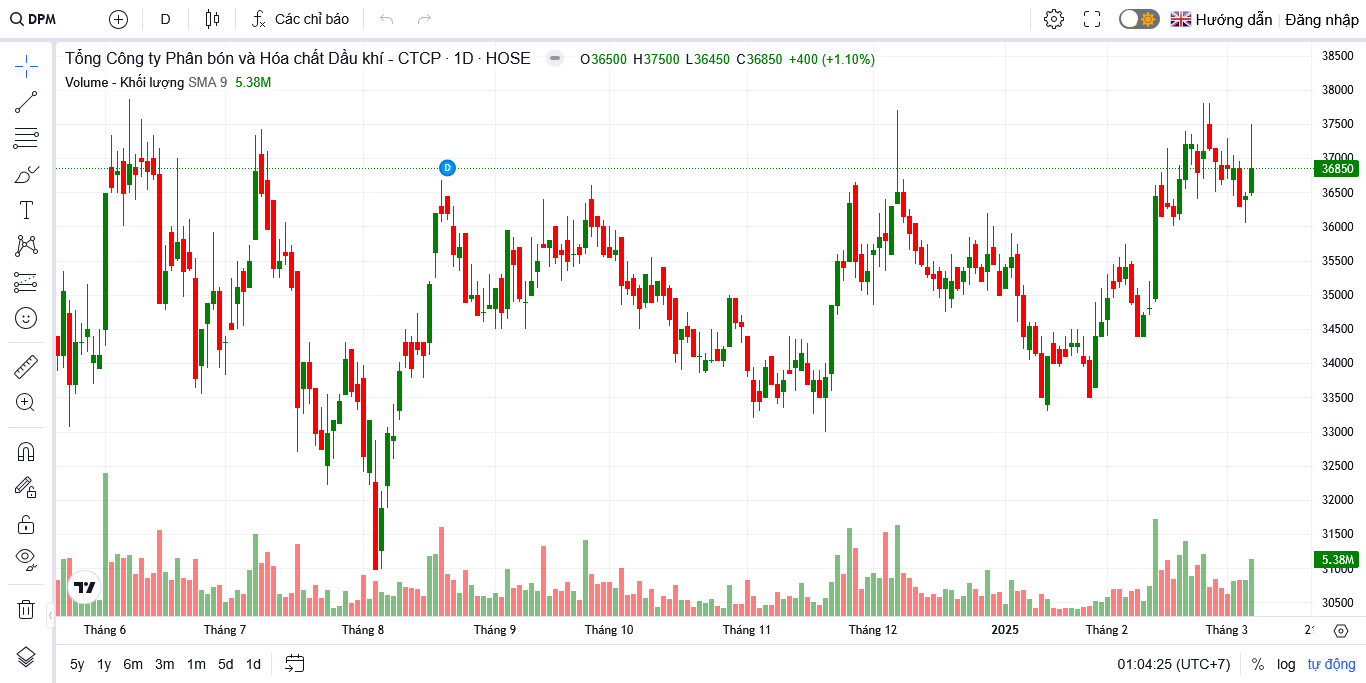 DPM D Các chỉ báo Hướng dẫn Đăng nhập
Tổng Công ty Phân bón và Hóa chất Dầu khí - CTCP · 1D · HOSE O36500 H37500 L36450 C36850 +400 (+1.10%)
Volume - Khối lượng SMA 9 5.38M
38500
38000
37500
37000
36850
36500
36000
35500
35000
34500
34000
33500
33000
32500
32000
31500
5.38M
31000
30500
D
Tháng 6 Tháng 7 Tháng 8 Tháng 9 Tháng 10 Tháng 11 Tháng 12 2025 Tháng 2 Tháng 3
5y 1y 6m 3m 1m 5d 1d 01:04:25 (UTC+7) % log tự động